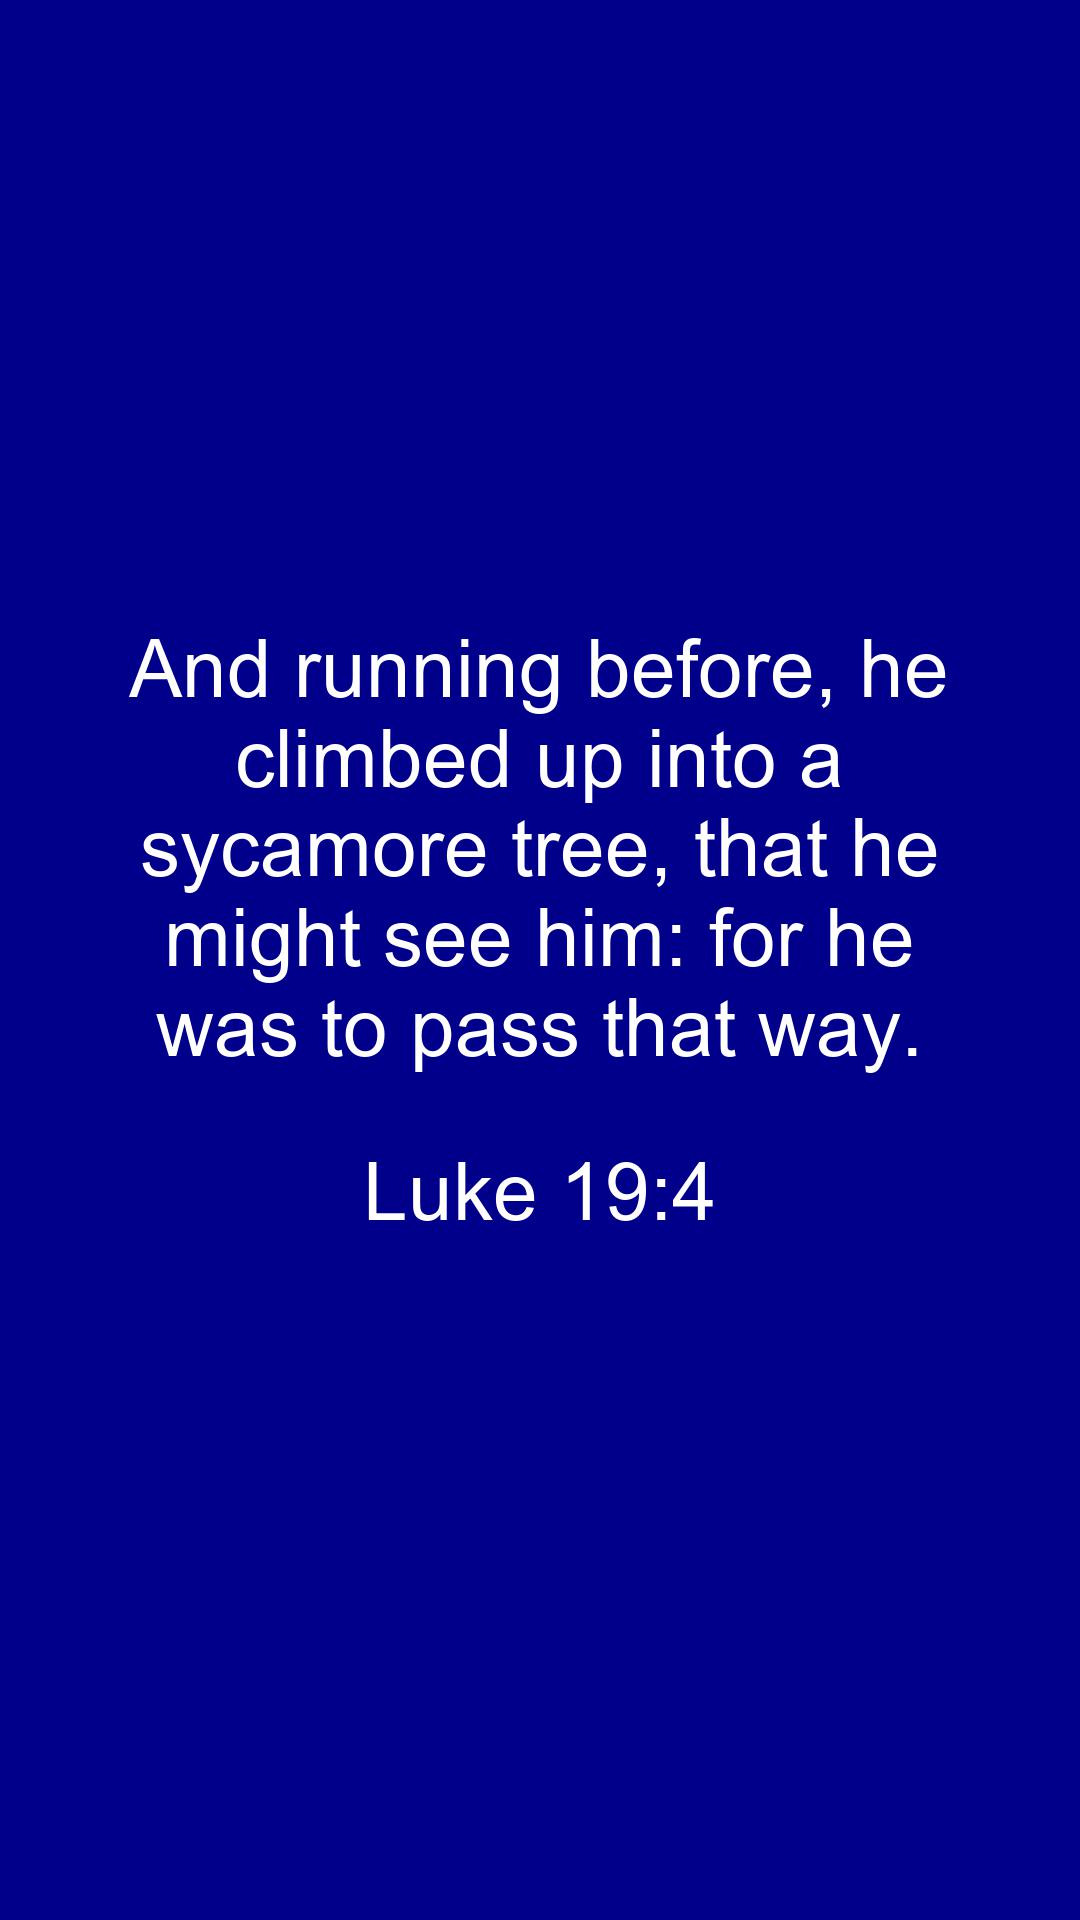 And running before, he
climbed up into a
sycamore tree, that he
might see him: for he
was to pass that way.
Luke 19:4